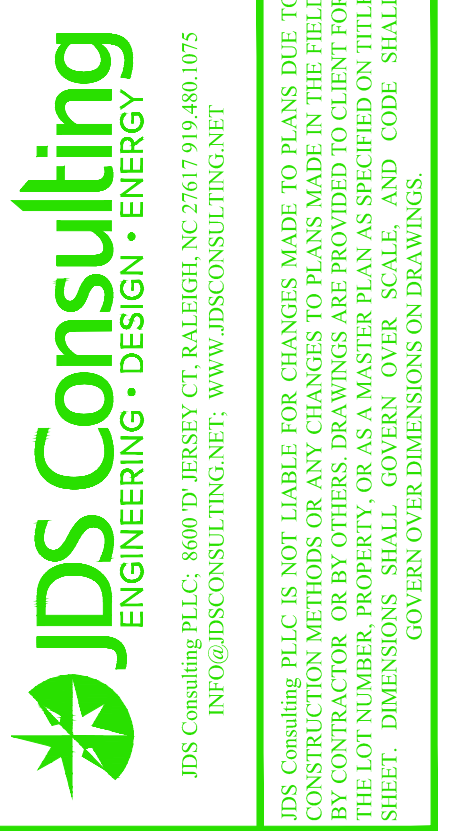 JDS Consulting
ENGINEERING • DESIGN • ENERGY
JDS Consulting PLLC; 8600 'D' JERSEY CT, RALEIGH, NC 27617 919.480.1075
INFO@JDSCONSULTING.NET; WWW.JDSCONSULTING.NET
JDS Consulting PLLC IS NOT LIABLE FOR CHANGES MADE TO PLANS DUE TO
CONSTRUCTION METHODS OR ANY CHANGES TO PLANS MADE IN THE FIELD
BY CONTRACTOR OR BY OTHERS. DRAWINGS ARE PROVIDED TO CLIENT FOR
THE LOT NUMBER, PROPERTY, OR AS A MASTER PLAN AS SPECIFIED ON TITLE
SHEET. DIMENSIONS SHALL GOVERN OVER SCALE, AND CODE SHALL
GOVERN OVER DIMENSIONS ON DRAWINGS.